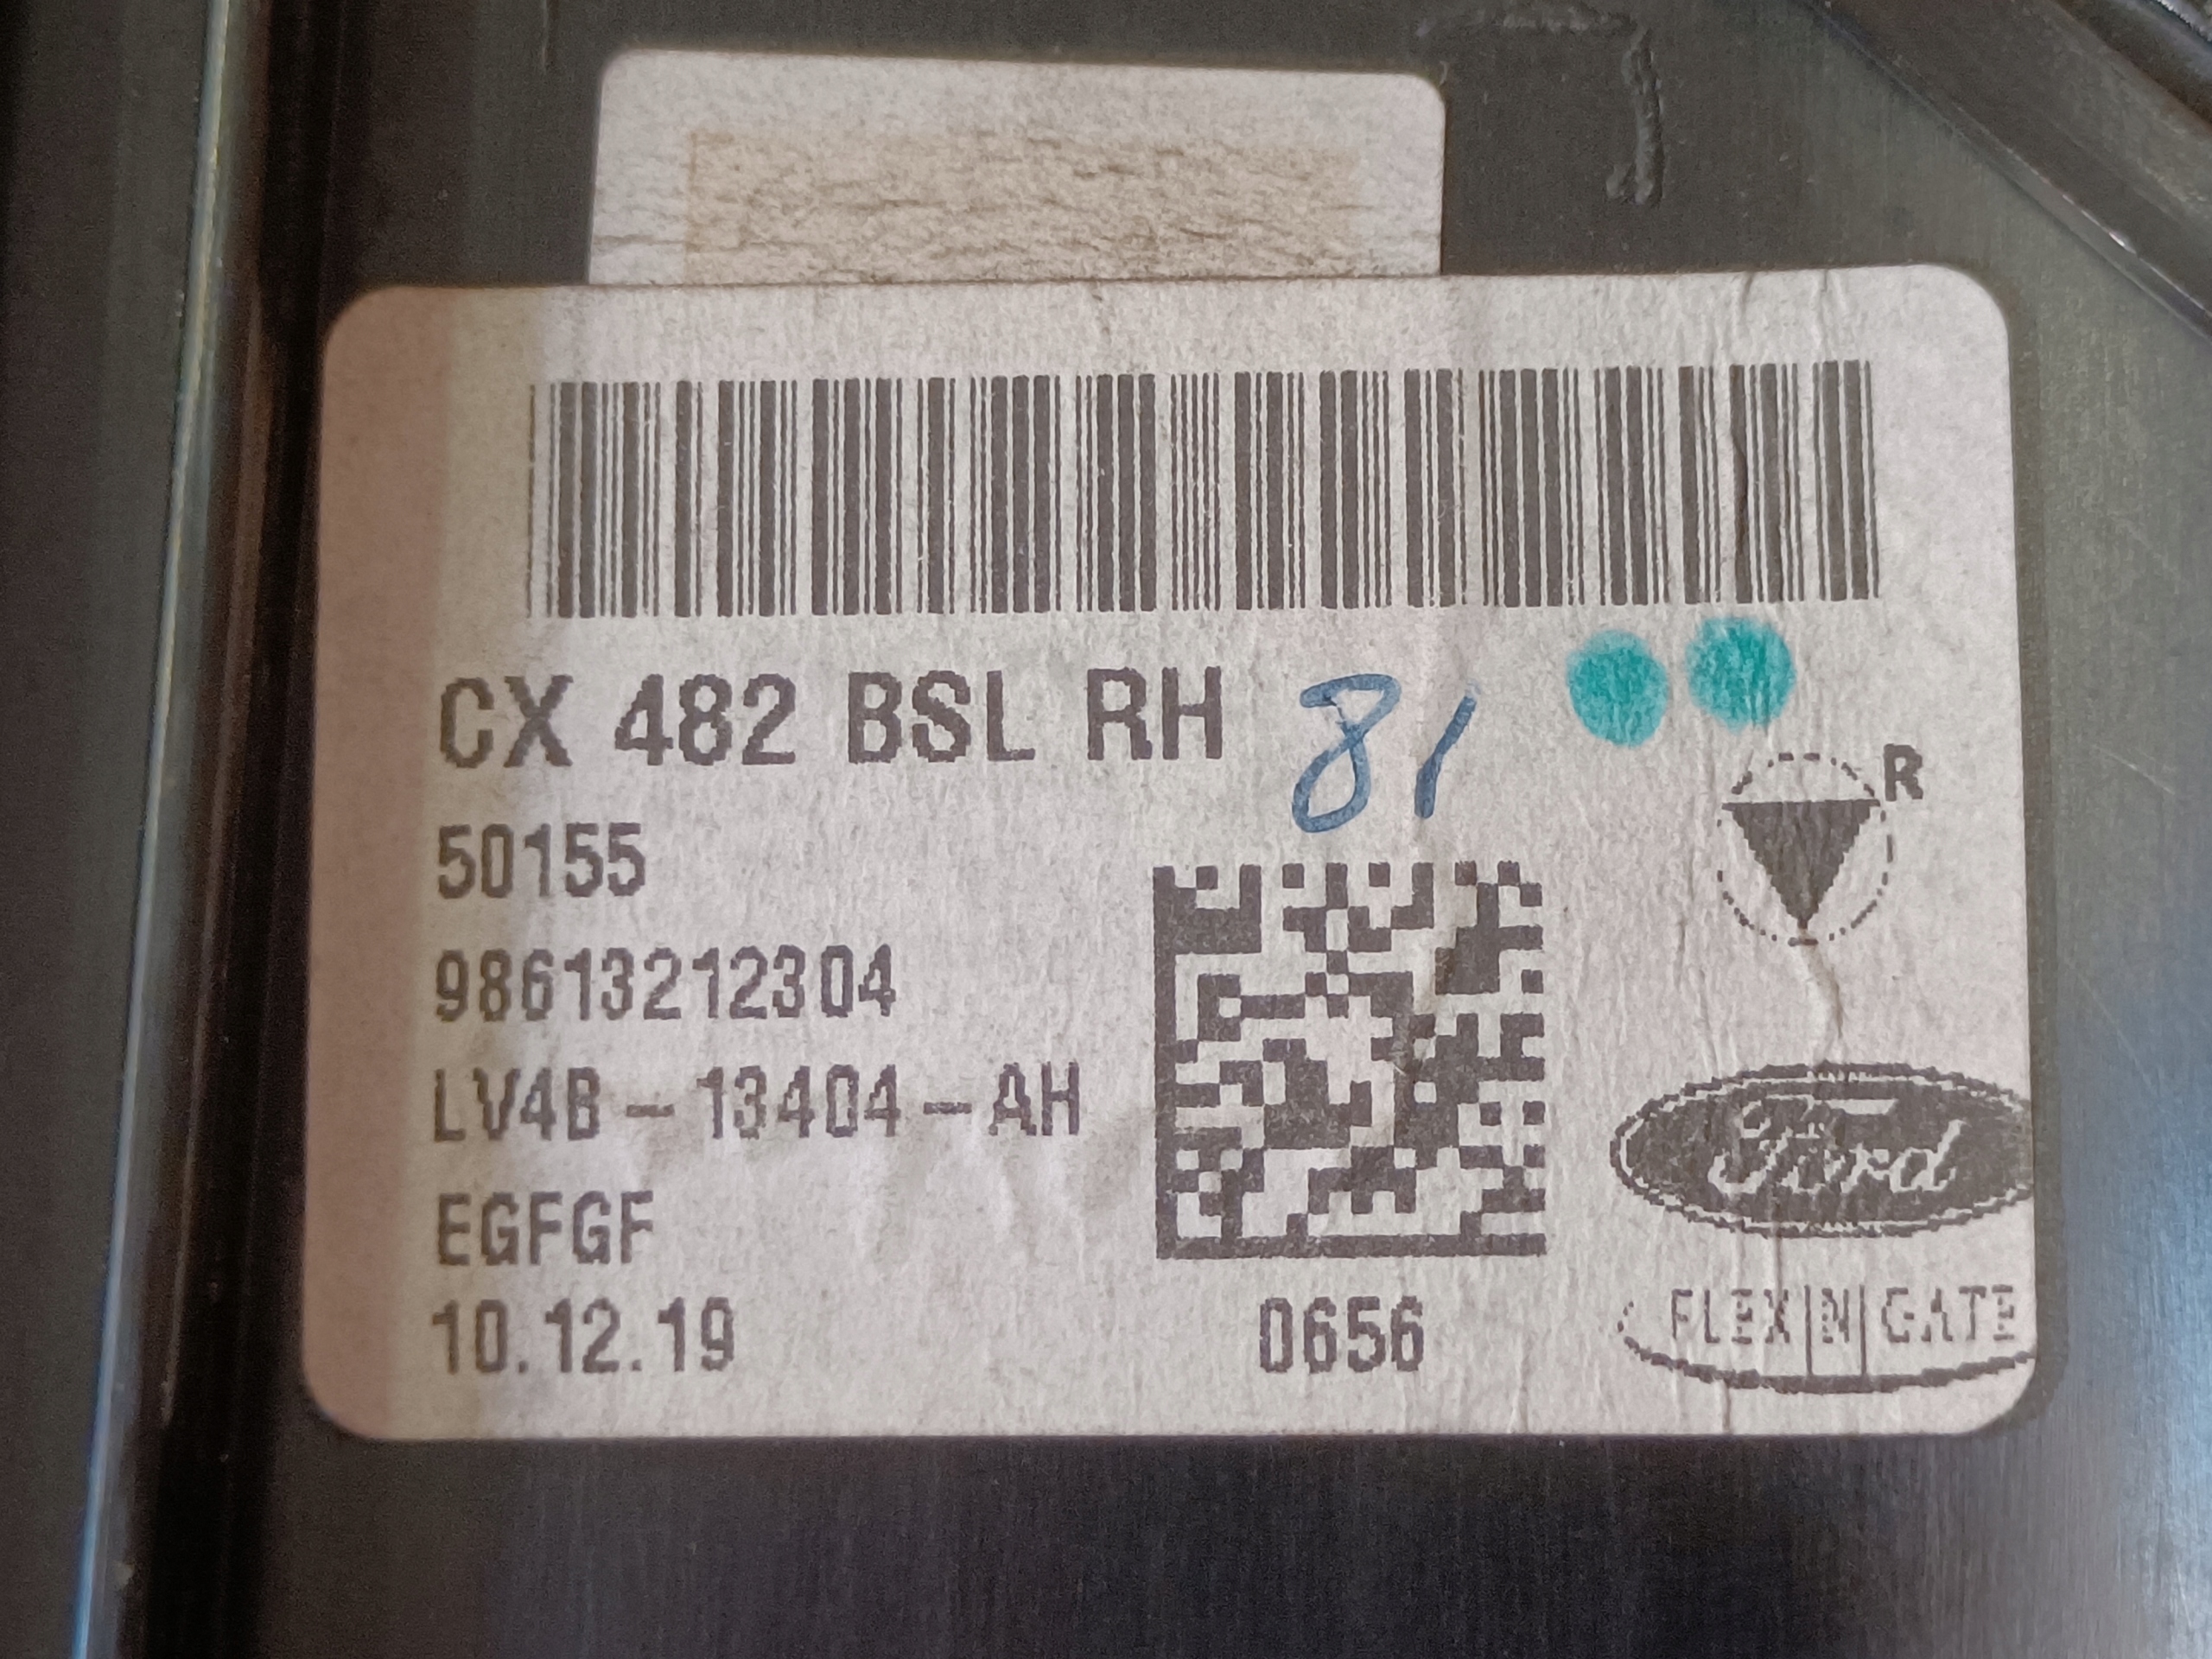 CX 482 BSL RH 81
R
50155
98613212304
LV4B-13404-AH
EGFGF
10.12.19
0656
Ford
FLEX|N|GATE